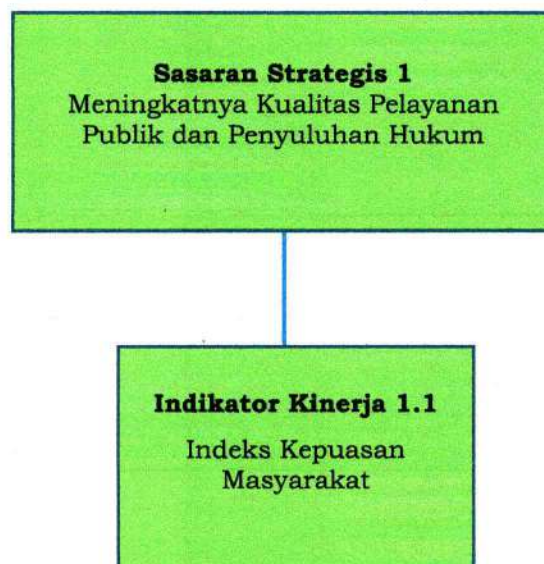 Sasaran Strategis 1
Meningkatnya Kualitas Pelayanan
Publik dan Penyuluhan Hukum
Indikator Kinerja 1.1
Indeks Kepuasan
Masyarakat